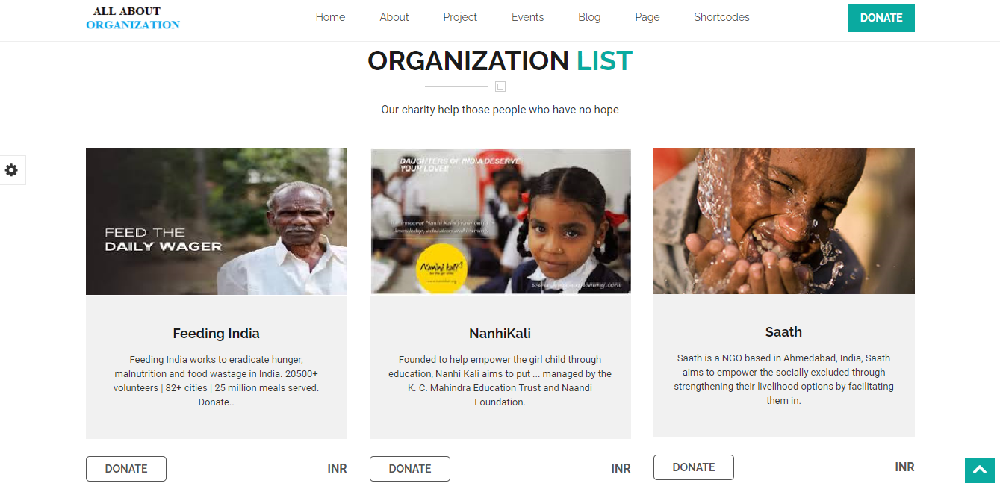 ALL ABOUT
ORGANIZATION
Home About Project Events Blog Page Shortcodes
DONATE
ORGANIZATION LIST
Our charity help those people who have no hope
FEED THE
DAILY WAGER
Feeding India
Feeding India works to eradicate hunger,
malnutrition and food wastage in India. 20500+
volunteers | 82+ cities | 25 million meals served.
Donate..
DONATE INR
DAUGHTERS OF INDIA DESERVE
YOUR LOVE!!
knowledge, education and
Nanhi Kali
NanhiKali
Founded to help empower the girl child through
education, Nanhi Kali aims to put ... managed by the
K. C. Mahindra Education Trust and Naandi
Foundation.
DONATE INR
Saath
Saath is a NGO based in Ahmedabad, India, Saath
aims to empower the socially excluded through
strengthening their livelihood options by facilitating
them in.
DONATE INR